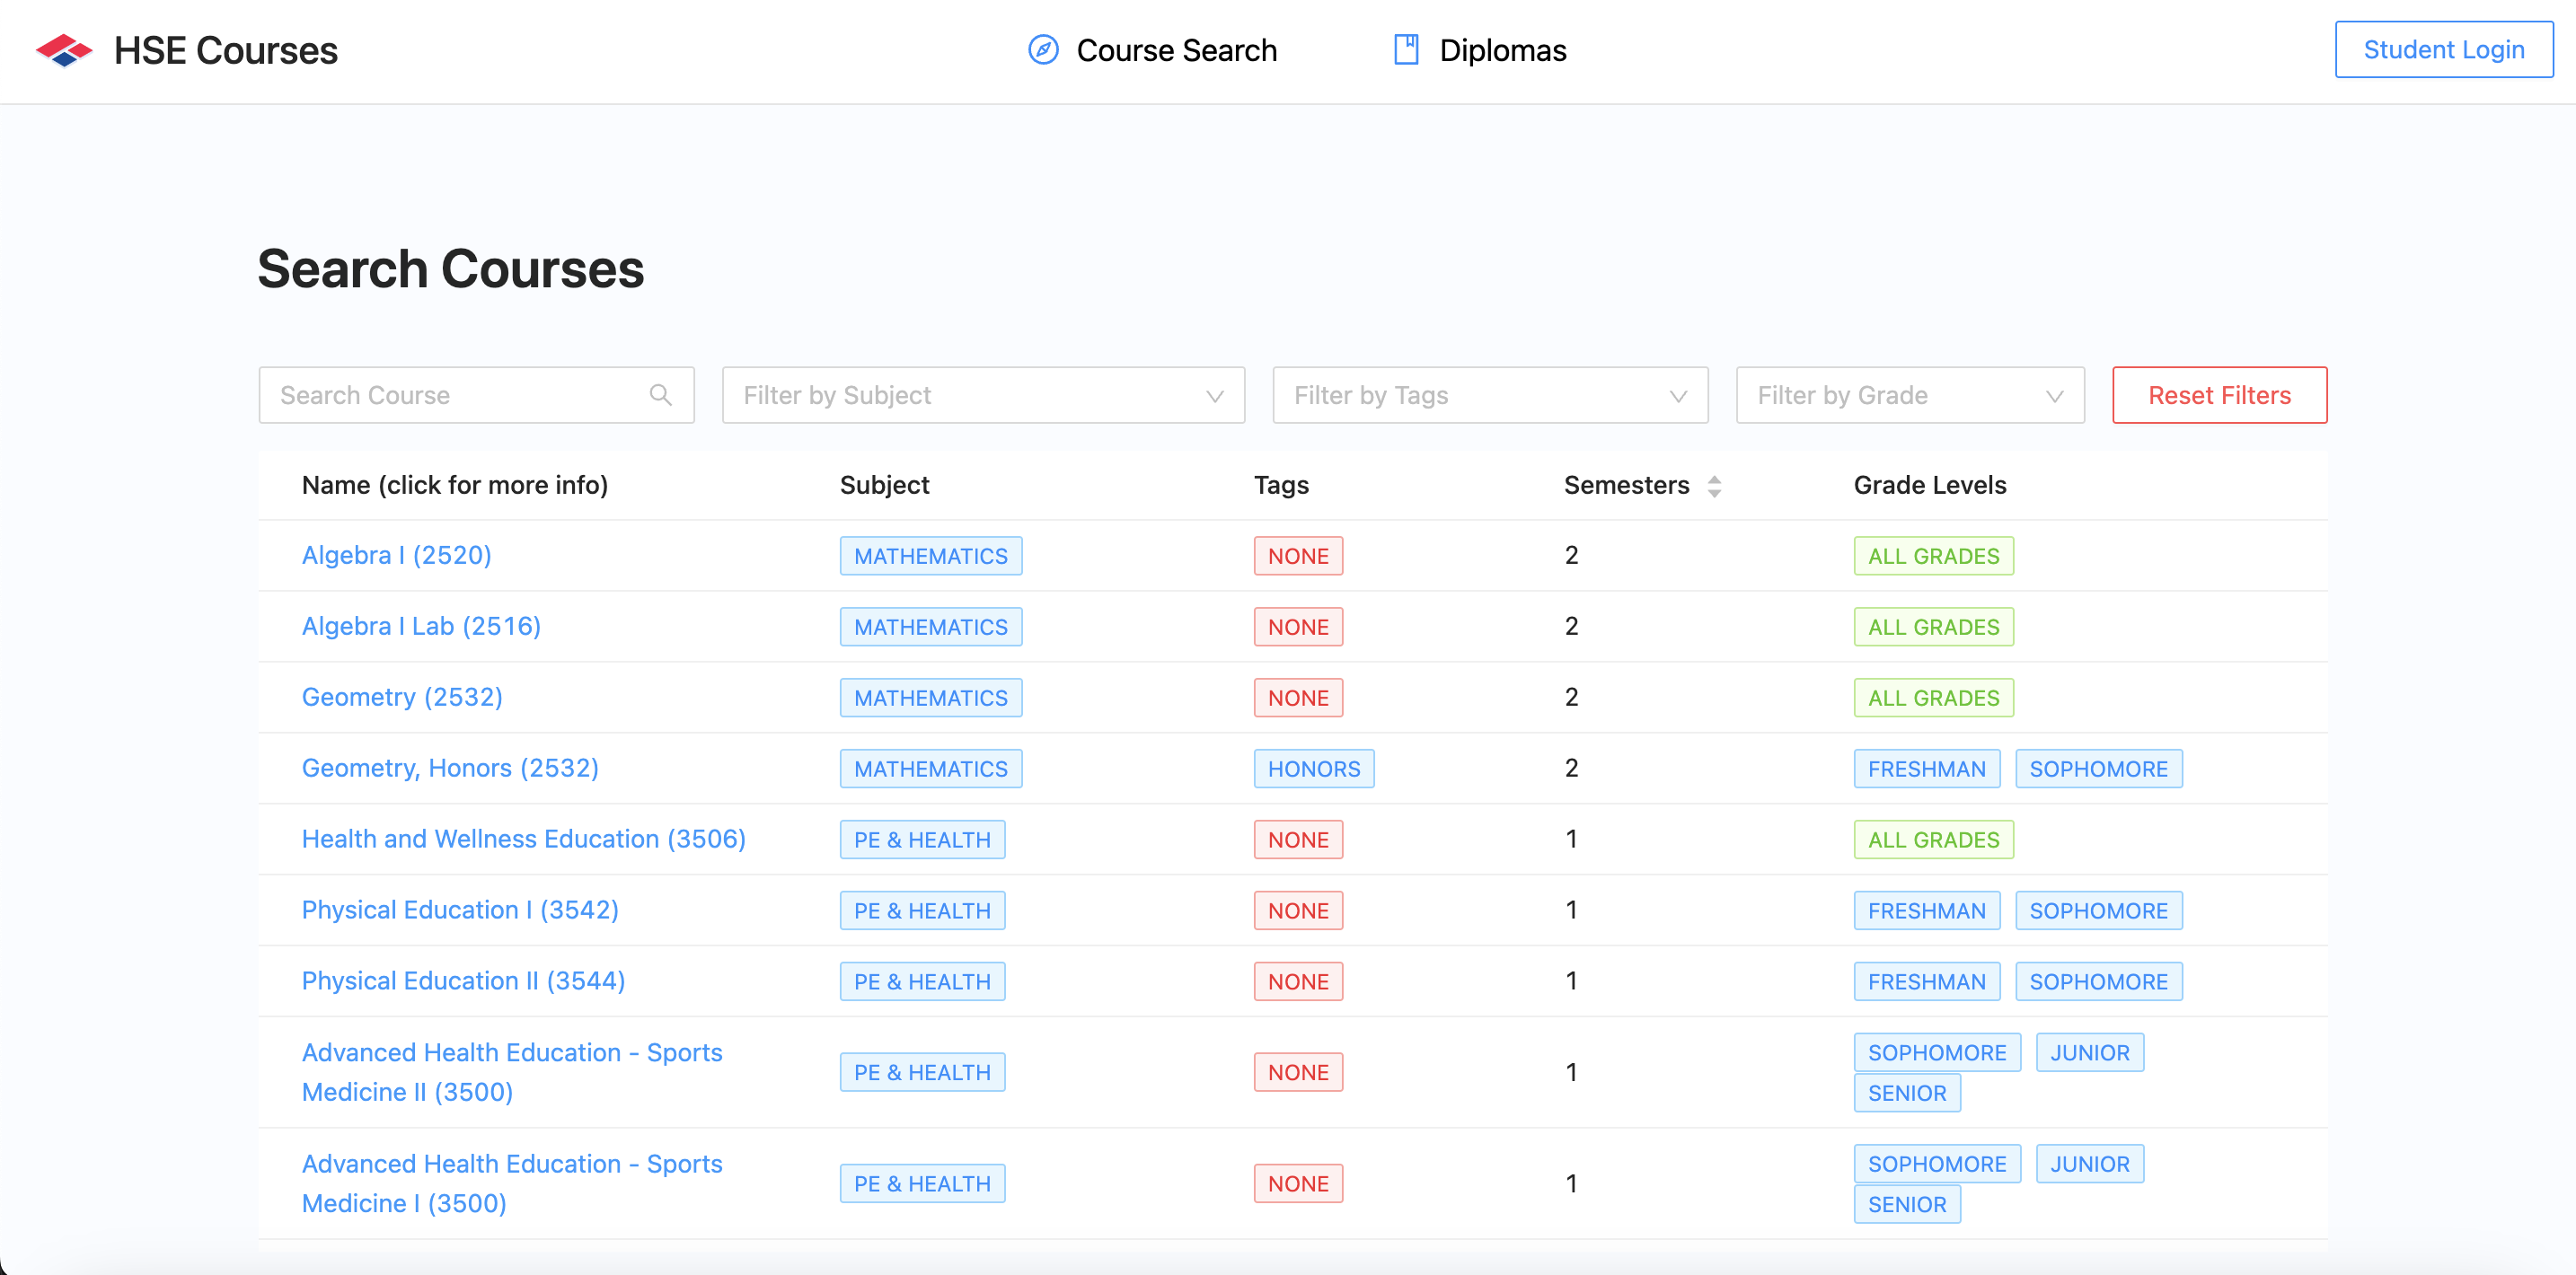 HSE Courses
Course Search
Diplomas
Student Login
Search Courses
Search Course
Filter by Subject
Filter by Tags
Filter by Grade
Reset Filters
Name (click for more info) Subject Tags Semesters Grade Levels
Algebra I (2520) MATHEMATICS NONE 2 ALL GRADES
Algebra I Lab (2516) MATHEMATICS NONE 2 ALL GRADES
Geometry (2532) MATHEMATICS NONE 2 ALL GRADES
Geometry, Honors (2532) MATHEMATICS HONORS 2 FRESHMAN SOPHOMORE
Health and Wellness Education (3506) PE & HEALTH NONE 1 ALL GRADES
Physical Education I (3542) PE & HEALTH NONE 1 FRESHMAN SOPHOMORE
Physical Education II (3544) PE & HEALTH NONE 1 FRESHMAN SOPHOMORE
Advanced Health Education - Sports
Medicine II (3500) PE & HEALTH NONE 1 SOPHOMORE JUNIOR
SENIOR
Advanced Health Education - Sports
Medicine I (3500) PE & HEALTH NONE 1 SOPHOMORE JUNIOR
SENIOR